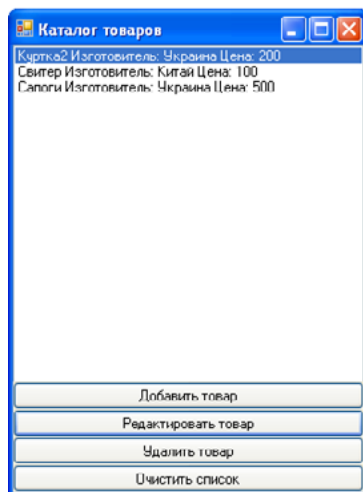 Каталог товаров
Куртка2 Изготовитель: Украина Цена: 200
Свитер Изготовитель: Китай Цена: 100
Сапоги Изготовитель: Украина Цена: 500
Добавить товар
Редактировать товар
Удалить товар
Очистить список